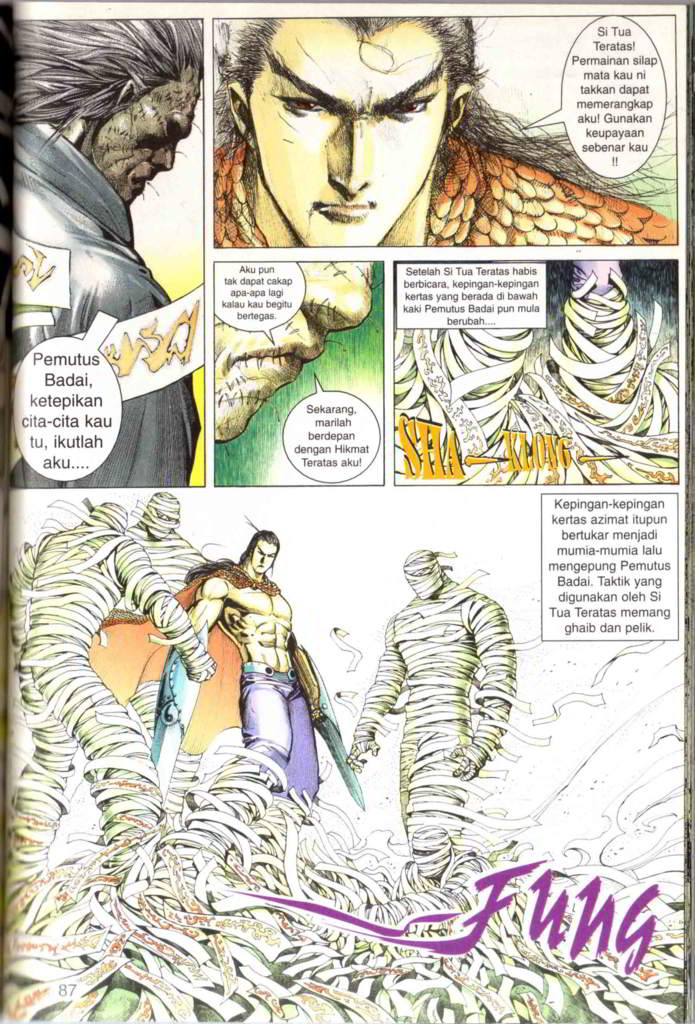 Pemutus
Badai,
ketepikan
cita-cita kau
tu, ikutlah
aku....
Si Tua
Teratas!
Permainan silap
mata kau ni
takkan dapat
memerangkap
aku! Gunakan
keupayaan
sebenar kau
!!
Aku pun
tak dapat cakap
apa-apa lagi
kalau kau begitu
bertegas.
Sekarang,
marilah
berdepan
dengan Hikmat
Teratas aku!
Setelah Si Tua Teratas habis
berbicara, kepingan-kepingan
kertas yang berada di bawah
kaki Pemutus Badai pun mula
berubah....
SHA - KLONG -
Kepingan-kepingan
kertas azimat itupun
bertukar menjadi
mumia-mumia lalu
mengepung Pemutus
Badai. Taktik yang
digunakan oleh Si
Tua Teratas memang
ghaib dan pelik.
FUNG
87